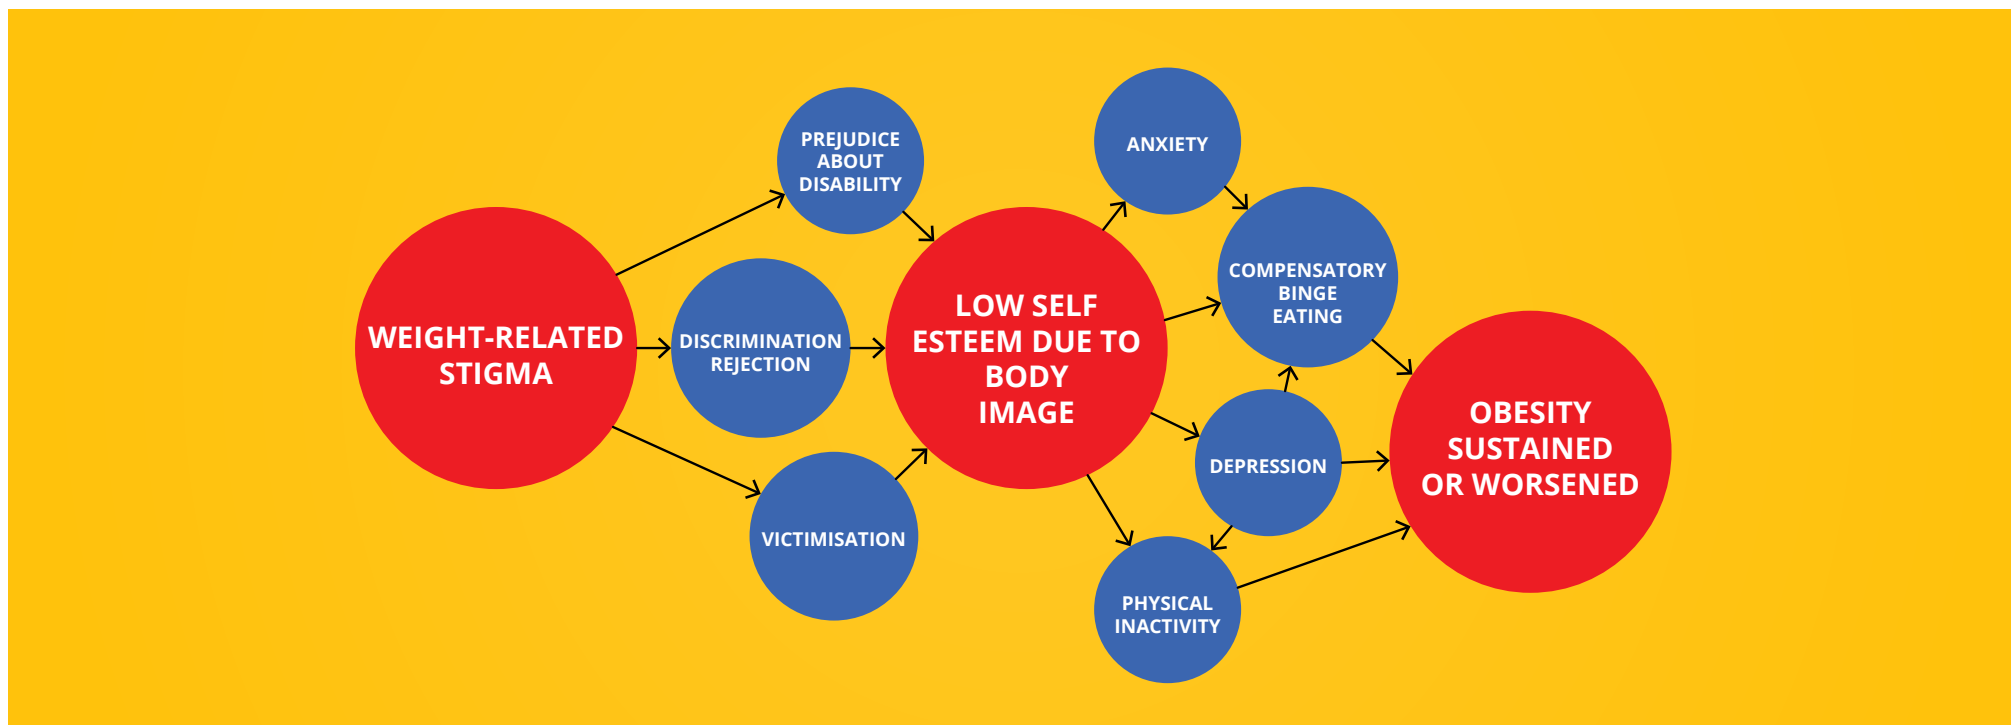 WEIGHT-RELATED
STIGMA
PREJUDICE
ABOUT
DISABILITY
DISCRIMINATION
REJECTION
VICTIMISATION
LOW SELF
ESTEEM DUE TO
BODY
IMAGE
ANXIETY
COMPENSATORY
BINGE
EATING
DEPRESSION
PHYSICAL
INACTIVITY
OBESITY
SUSTAINED
OR WORSENED